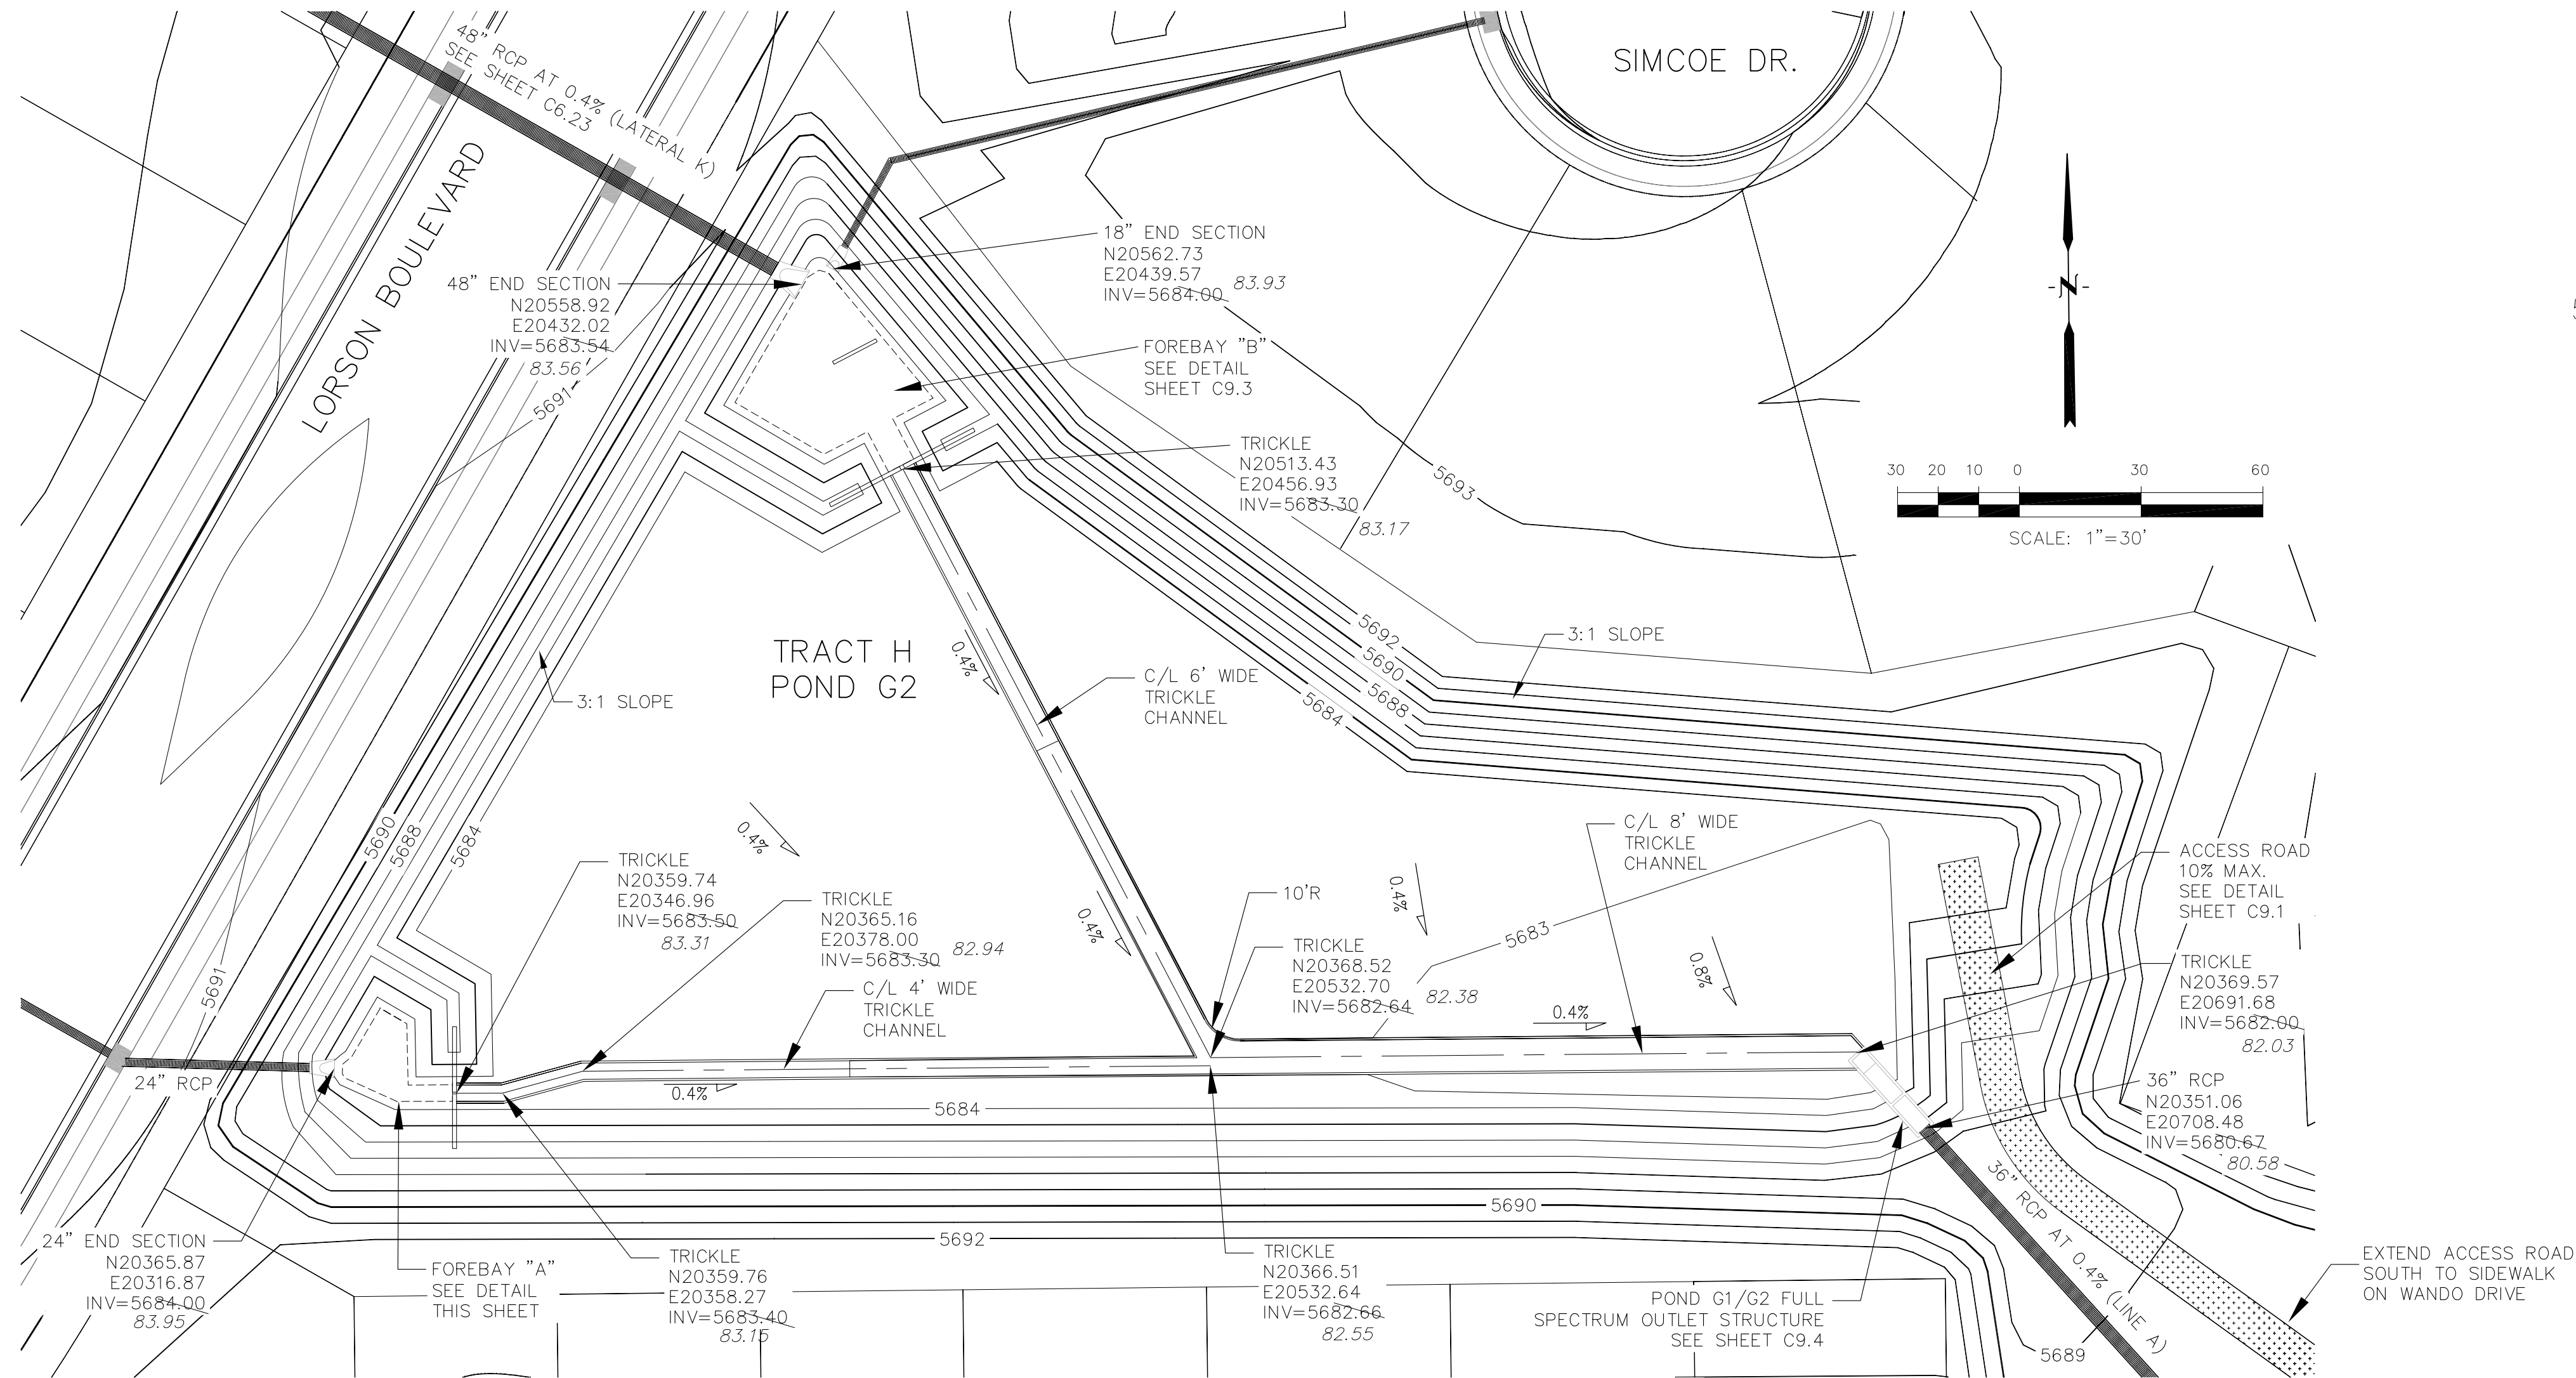 48" RCP AT 0.4% (LATERAL K)
SEE SHEET C6.23
SIMCOE DR.
LORSON BOULEVARD
18" END SECTION
N20562.73
E20439.57
INV=5684.00
83.93
48" END SECTION
N20558.92
E20432.02
INV=5683.54
83.56
5691
FOREBAY "B"
SEE DETAIL
SHEET C9.3
TRICKLE
N20513.43
E20456.93
INV=5683.30
83.17
5693
N
30 20 10 0 30 60
SCALE: 1"=30'
TRACT H
POND G2
0.4%
3:1 SLOPE
3:1 SLOPE
C/L 6' WIDE
TRICKLE
CHANNEL
5692
5690
5688
5684
5690
5688
5684
0.4%
TRICKLE
N20359.74
E20346.96
INV=5683.50
83.31
TRICKLE
N20365.16
E20378.00
INV=5683.30
82.94
C/L 4' WIDE
TRICKLE
CHANNEL
0.4%
10'R
C/L 8' WIDE
TRICKLE
CHANNEL
0.4%
5683
0.8%
TRICKLE
N20368.52
E20532.70
INV=5682.64
82.38
0.4%
ACCESS ROAD
10% MAX.
SEE DETAIL
SHEET C9.1
TRICKLE
N20369.57
E20691.68
INV=5682.00
82.03
36" RCP
N20351.06
E20708.48
INV=5680.67
80.58
5691
24" RCP
0.4%
5684
5690
5692
36" RCP AT 0.4% (LINE A)
24" END SECTION
N20365.87
E20316.87
INV=5684.00
83.95
FOREBAY "A"
SEE DETAIL
THIS SHEET
TRICKLE
N20359.76
E20358.27
INV=5683.40
83.15
TRICKLE
N20366.51
E20532.64
INV=5682.66
82.55
POND G1/G2 FULL
SPECTRUM OUTLET STRUCTURE
SEE SHEET C9.4
5689
EXTEND ACCESS ROAD
SOUTH TO SIDEWALK
ON WANDO DRIVE